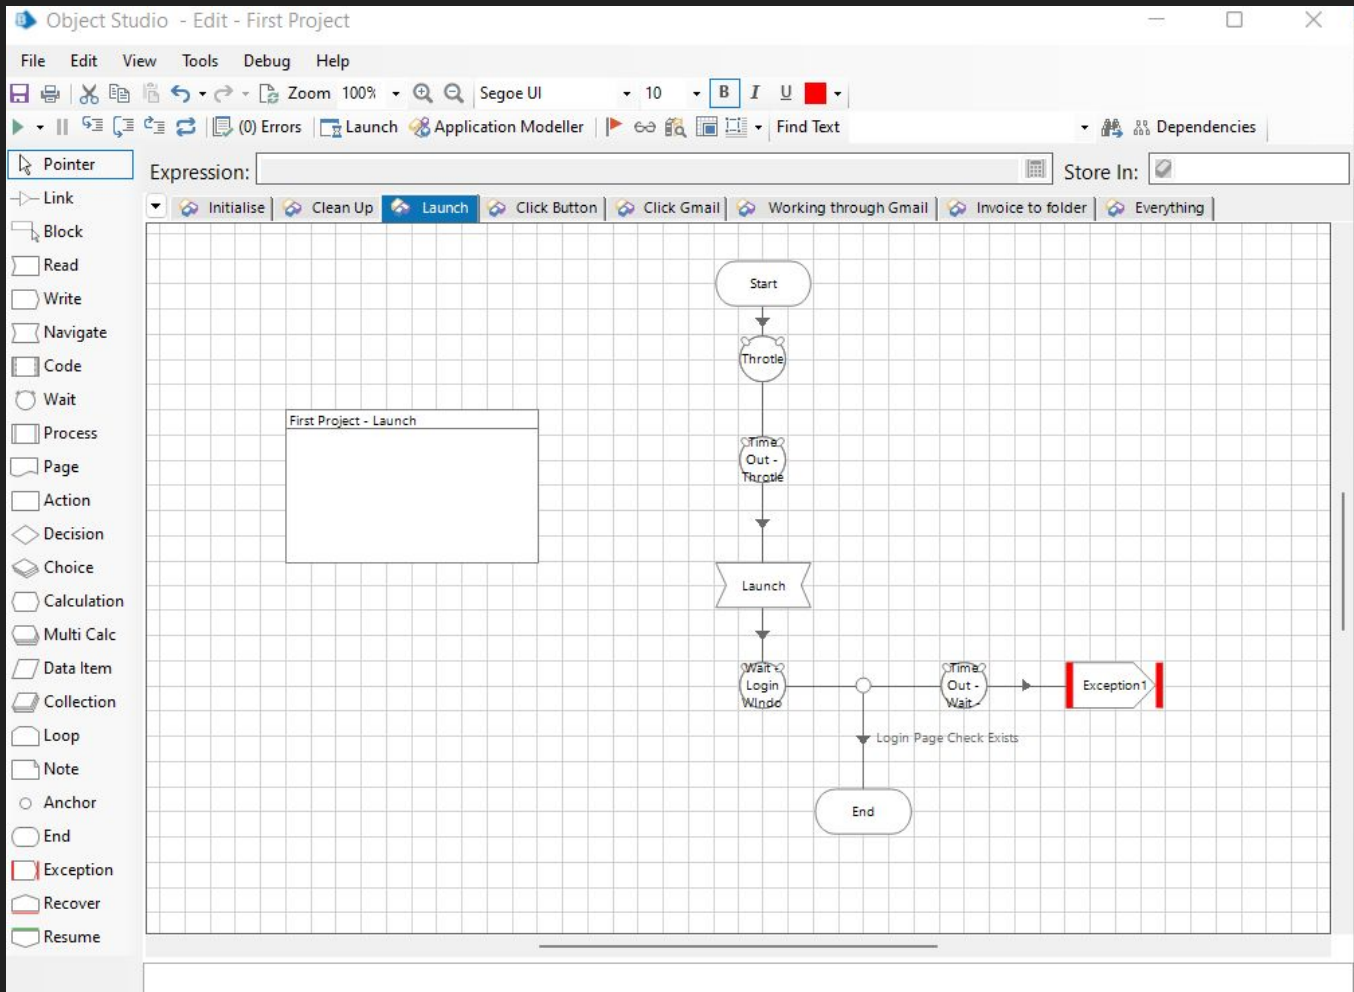 Object Studio - Edit - First Project
File Edit View Tools Debug Help
Zoom 100% Segoe UI 10 B I U
(0) Errors Launch Application Modeller Find Text Dependencies
Pointer
Link
Block
Read
Write
Navigate
Code
Wait
Process
Page
Action
Decision
Choice
Calculation
Multi Calc
Data Item
Collection
Loop
Note
Anchor
End
Exception
Recover
Resume
Expression: Store In:
Initialise Clean Up Launch Click Button Click Gmail Working through Gmail Invoice to folder Everything
Start
Throtle
First Project - Launch
Time
Out -
Throtle
Launch
Wait -
Login
WIndo
Time
Out -
Wait -
Exception1
Login Page Check Exists
End